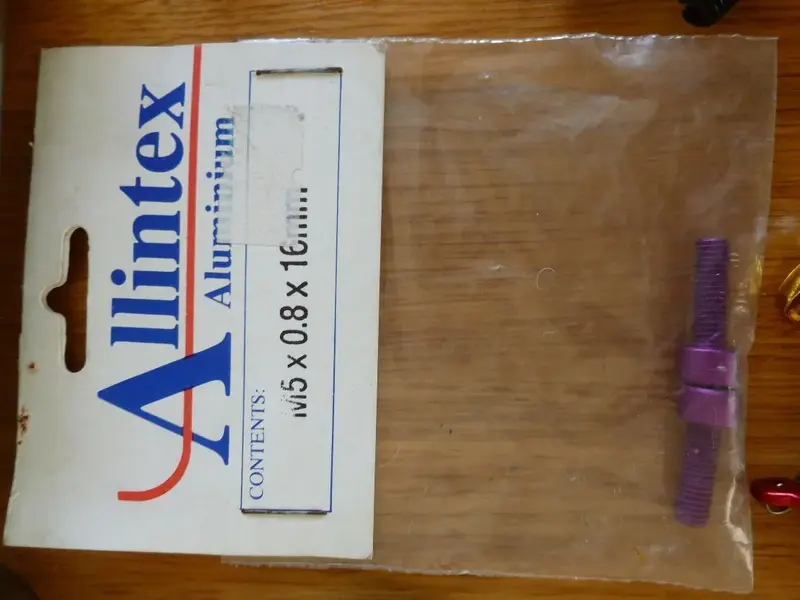 Allintex
Aluminium
CONTENTS:
M5 x 0.8 x 16mm